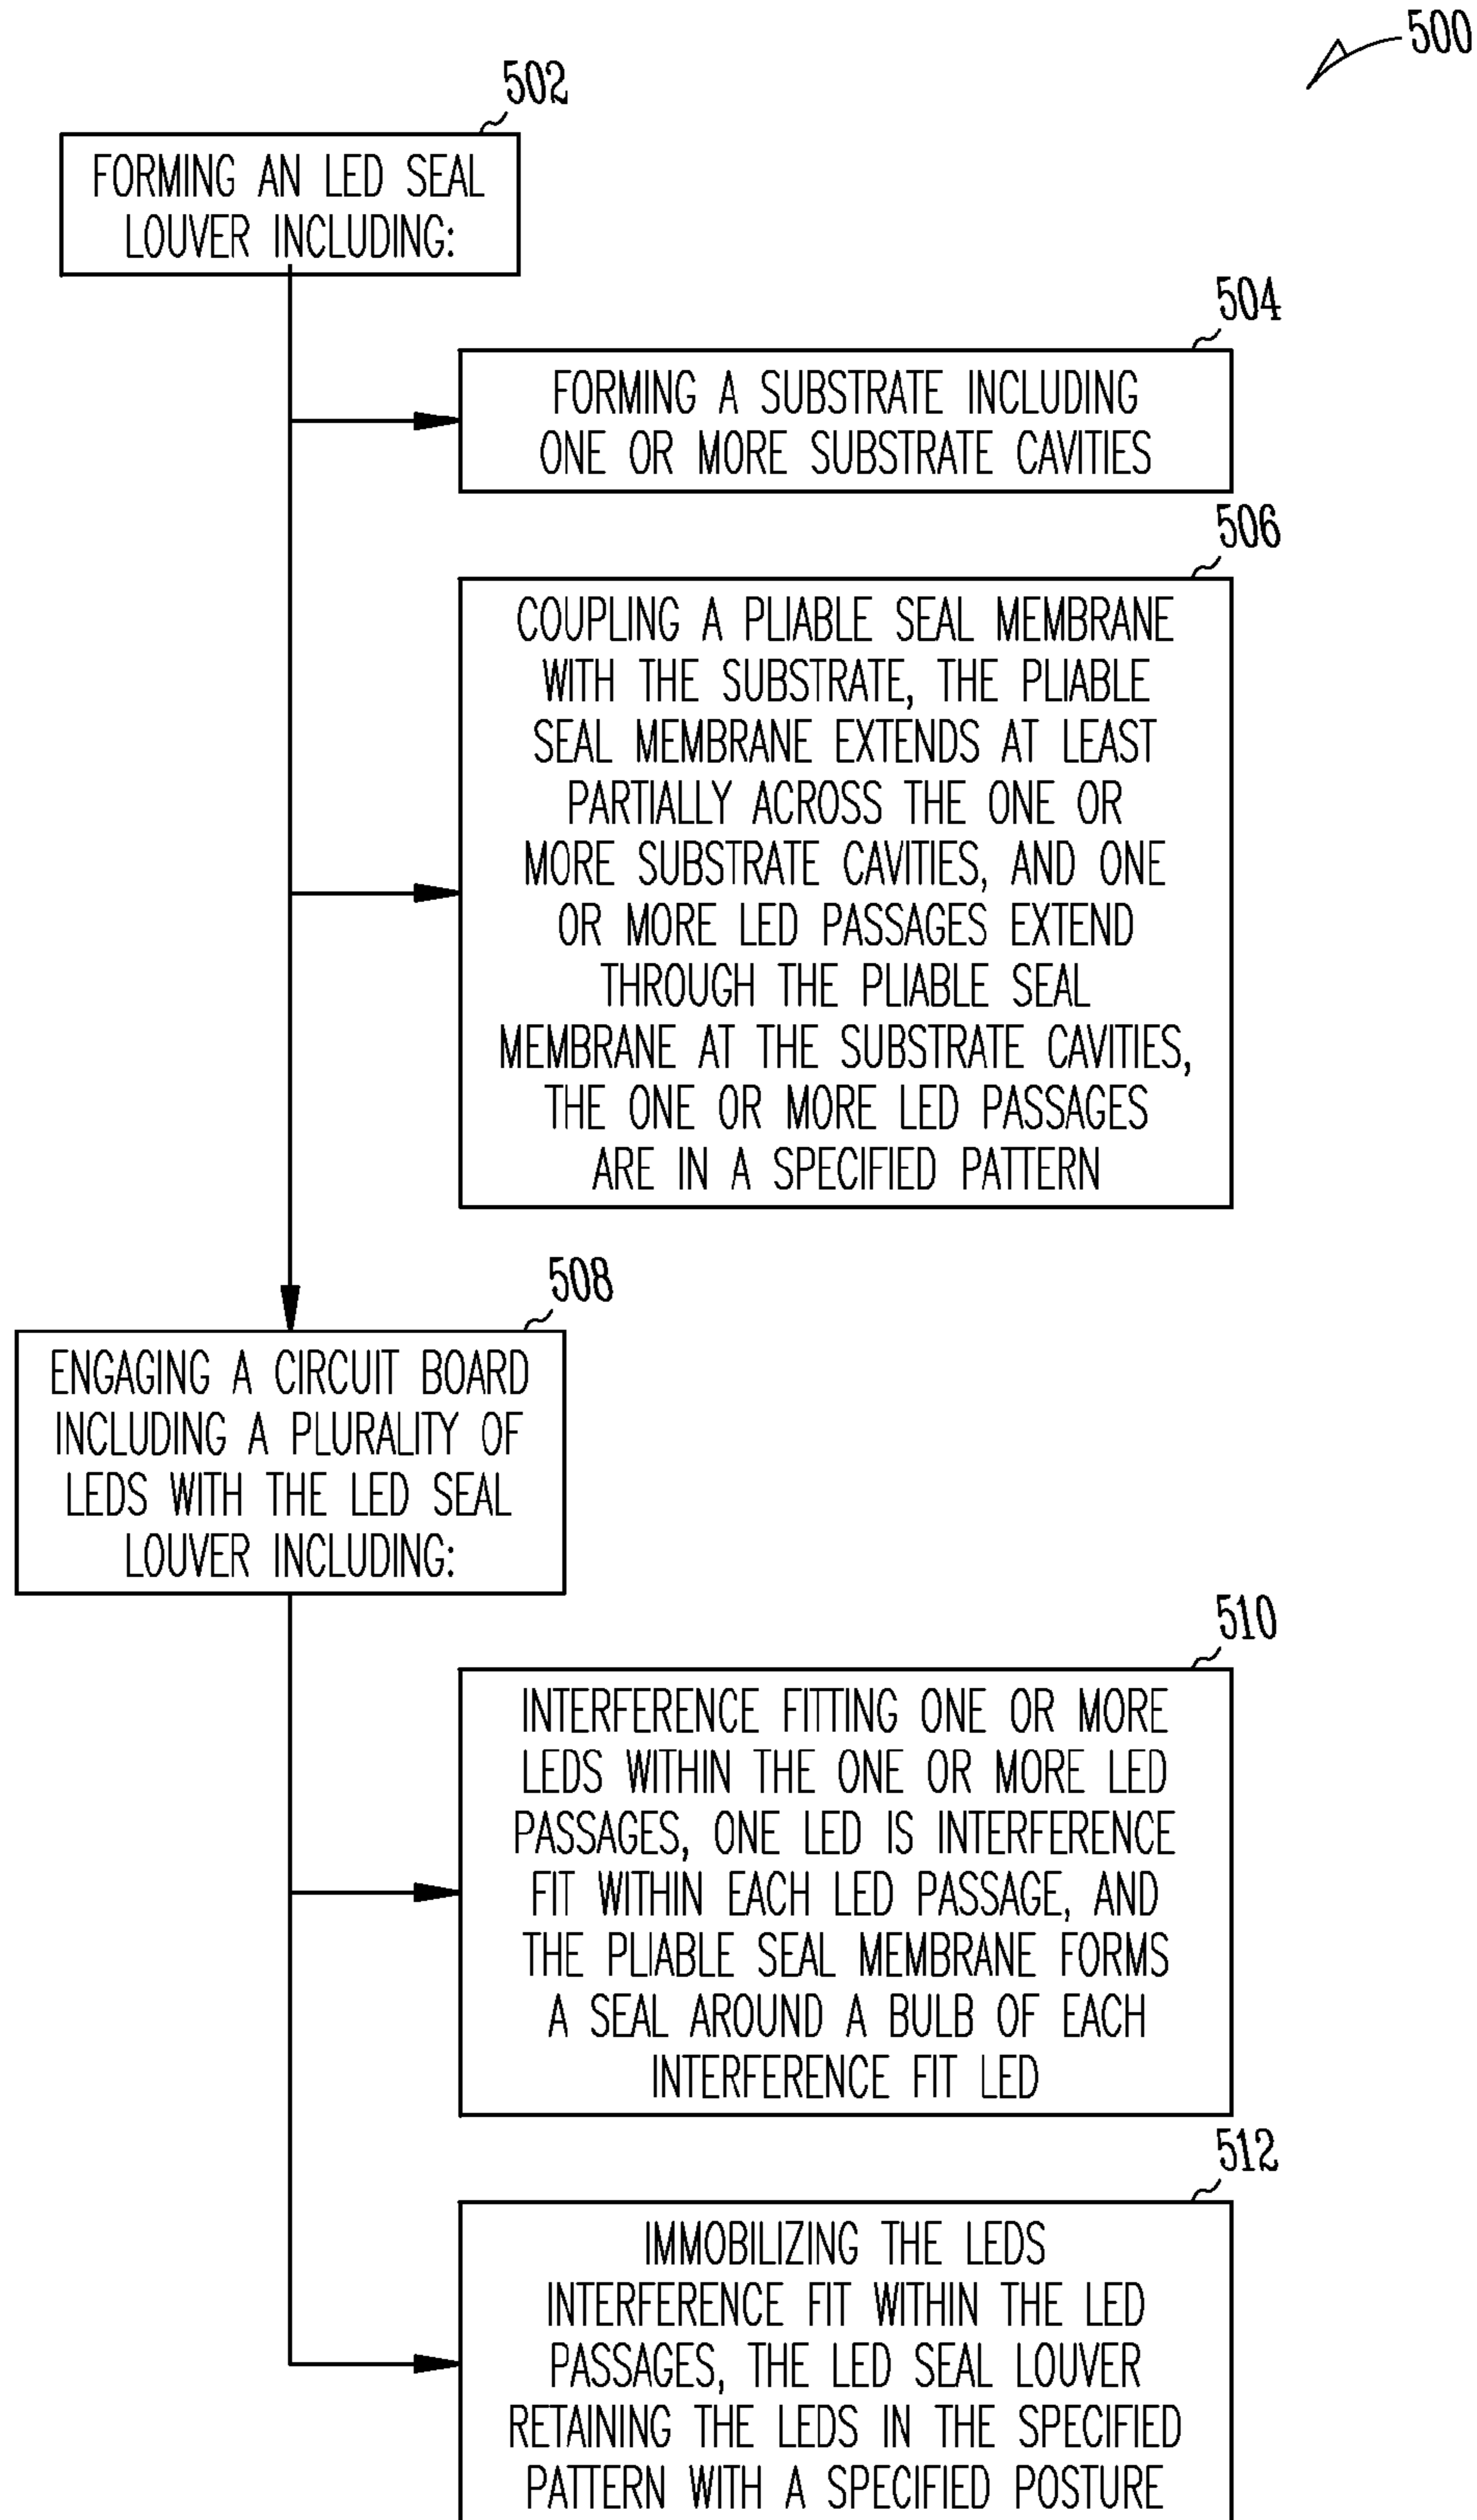 500
502
FORMING AN LED SEAL
LOUVER INCLUDING:
504
FORMING A SUBSTRATE INCLUDING
ONE OR MORE SUBSTRATE CAVITIES
506
COUPLING A PLIABLE SEAL MEMBRANE
WITH THE SUBSTRATE, THE PLIABLE
SEAL MEMBRANE EXTENDS AT LEAST
PARTIALLY ACROSS THE ONE OR
MORE SUBSTRATE CAVITIES, AND ONE
OR MORE LED PASSAGES EXTEND
THROUGH THE PLIABLE SEAL
MEMBRANE AT THE SUBSTRATE CAVITIES,
THE ONE OR MORE LED PASSAGES
ARE IN A SPECIFIED PATTERN
508
ENGAGING A CIRCUIT BOARD
INCLUDING A PLURALITY OF
LEDS WITH THE LED SEAL
LOUVER INCLUDING:
510
INTERFERENCE FITTING ONE OR MORE
LEDS WITHIN THE ONE OR MORE LED
PASSAGES, ONE LED IS INTERFERENCE
FIT WITHIN EACH LED PASSAGE, AND
THE PLIABLE SEAL MEMBRANE FORMS
A SEAL AROUND A BULB OF EACH
INTERFERENCE FIT LED
512
IMMOBILIZING THE LEDS
INTERFERENCE FIT WITHIN THE LED
PASSAGES, THE LED SEAL LOUVER
RETAINING THE LEDS IN THE SPECIFIED
PATTERN WITH A SPECIFIED POSTURE